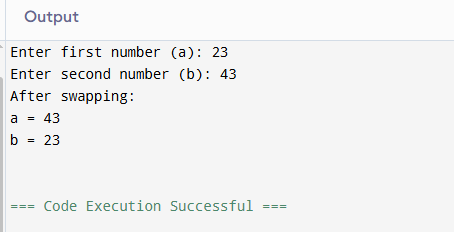 Output
Enter first number (a): 23
Enter second number (b): 43
After swapping:
a = 43
b = 23
=== Code Execution Successful ===